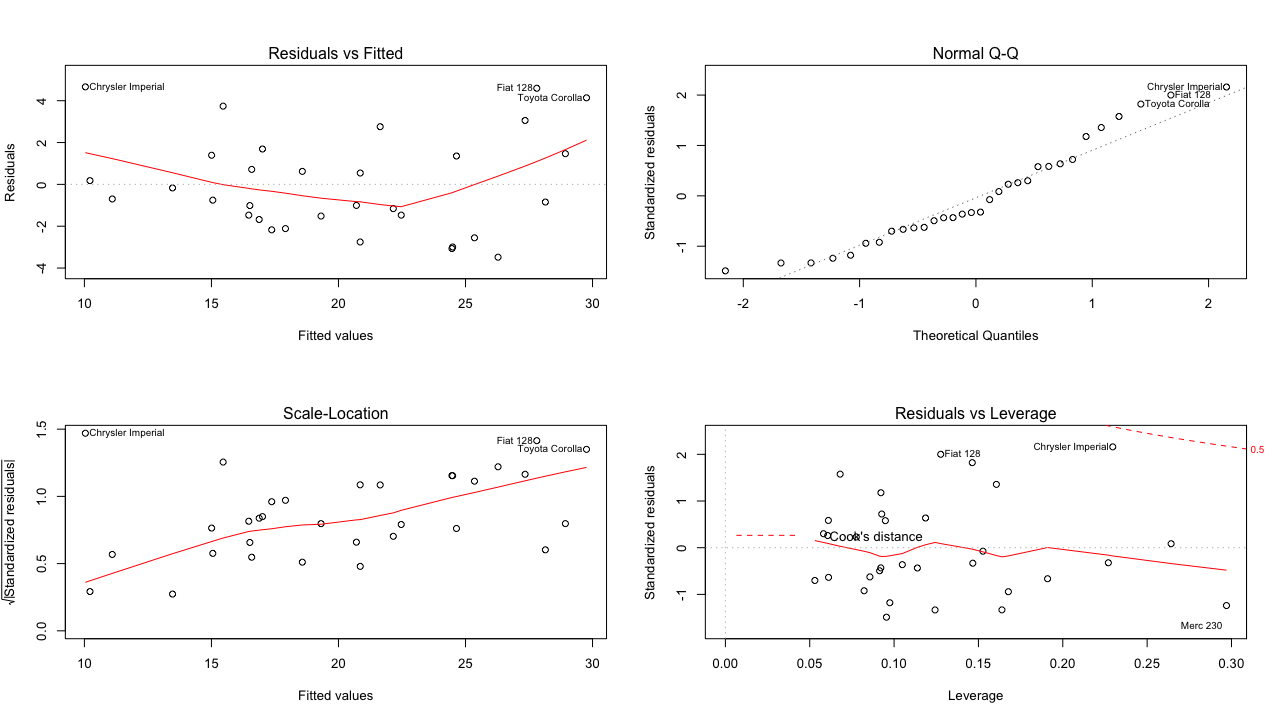 Residuals vs Fitted
Residuals
4
2
0
-2
-4
Chrysler Imperial
Fiat 128
Toyota Corolla
10 15 20 25 30
Fitted values
Normal Q-Q
Standardized residuals
2
1
0
-1
Chrysler Imperial
Fiat 128
Toyota Corolla
-2 -1 0 1 2
Theoretical Quantiles
Scale-Location
√|Standardized residuals|
1.5
1.0
0.5
0.0
Chrysler Imperial
Fiat 128
Toyota Corolla
10 15 20 25 30
Fitted values
Residuals vs Leverage
Standardized residuals
2
1
0
-1
Chrysler Imperial
Fiat 128
0.5
Cook's distance
Merc 230
0.00 0.05 0.10 0.15 0.20 0.25 0.30
Leverage